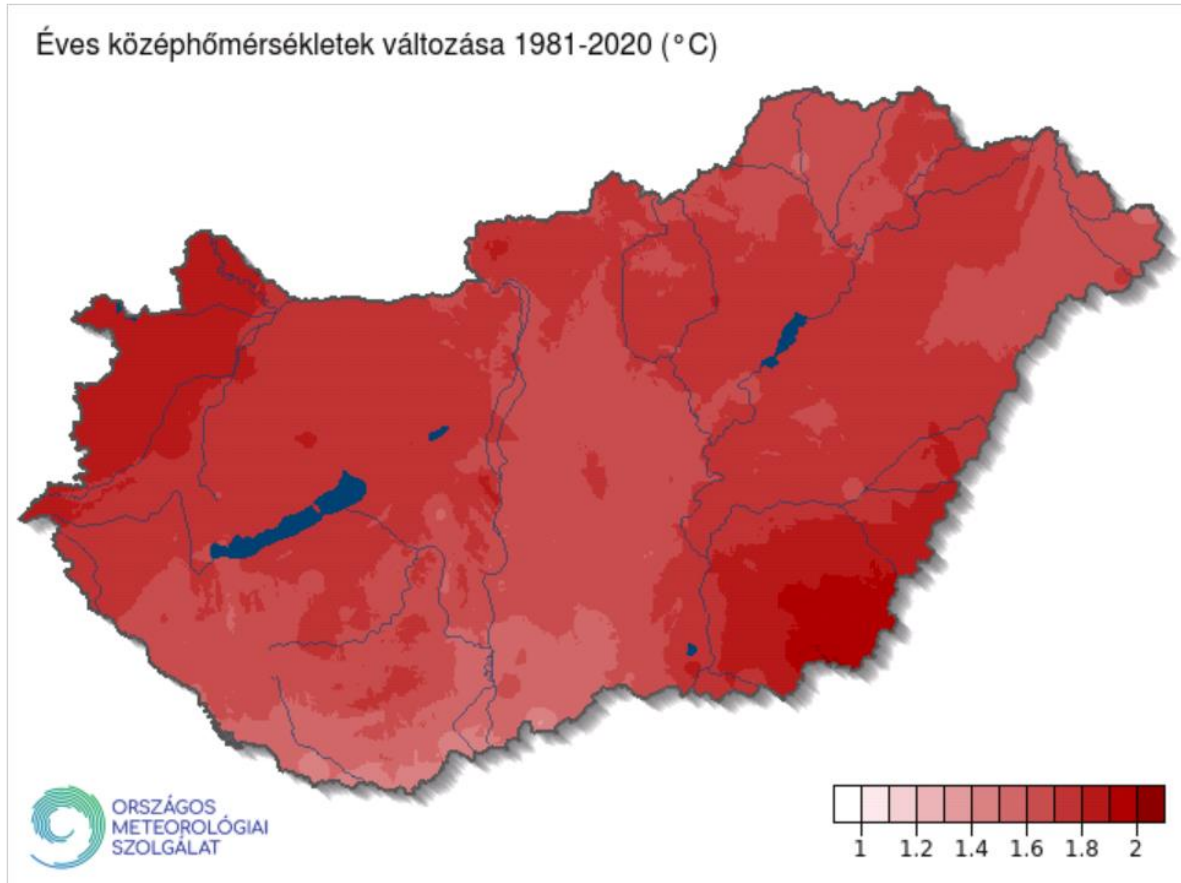 Éves középhőmérsékletek változása 1981-2020 (°C)
ORSZÁGOS
METEOROLÓGIAI
SZOLGÁLAT
1 1.2 1.4 1.6 1.8 2